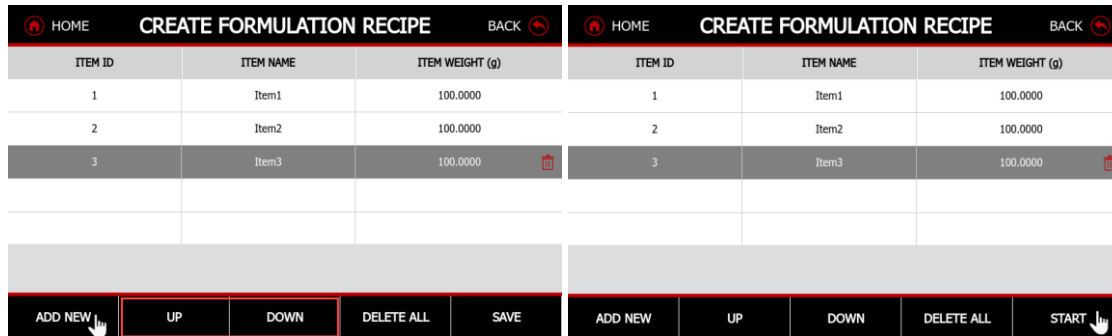 HOME CREATE FORMULATION RECIPE BACK
ITEM ID ITEM NAME ITEM WEIGHT (g)
1 Item1 100.0000
2 Item2 100.0000
3 Item3 100.0000
ADD NEW UP DOWN DELETE ALL SAVE
HOME CREATE FORMULATION RECIPE BACK
ITEM ID ITEM NAME ITEM WEIGHT (g)
1 Item1 100.0000
2 Item2 100.0000
3 Item3 100.0000
ADD NEW UP DOWN DELETE ALL START